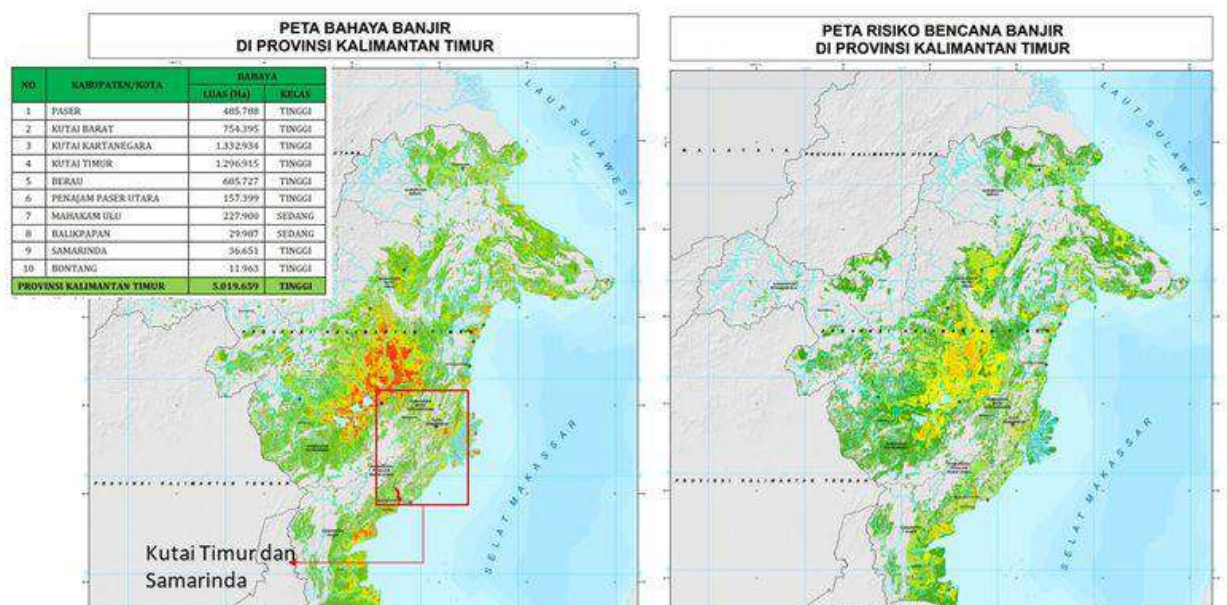 PETA BAHAYA BANJIR
DI PROVINSI KALIMANTAN TIMUR
NO KABUPATEN/KOTA BAHAYA
LUAS (Ha) KELAS
1 PASER 485.788 TINGGI
2 KUTAI BARAT 754.395 TINGGI
3 KUTAI KARTANEGARA 1.332.934 TINGGI
4 KUTAI TIMUR 1.296.915 TINGGI
5 BERAU 685.727 TINGGI
6 PENAJAM PASER UTARA 157.399 TINGGI
7 MAHAKAM ULU 227.900 SEDANG
8 BALIKPAPAN 29.987 SEDANG
9 SAMARINDA 36.651 TINGGI
10 BONTANG 11.963 TINGGI
PROVINSI KALIMANTAN TIMUR 5.019.659 TINGGI
LAUT SULAWESI
SELAT MAKASSAR
PROVINSI KALIMANTAN TENGAH
Kutai Timur dan
Samarinda
PETA RISIKO BENCANA BANJIR
DI PROVINSI KALIMANTAN TIMUR
LAUT SULAWESI
MALAYSIA
PROVINSI KALIMANTAN UTARA
PROVINSI KALIMANTAN TENGAH
SELAT MAKASSAR